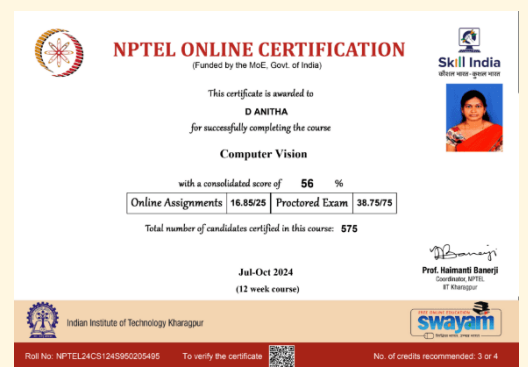 NPTEL ONLINE CERTIFICATION
(Funded by the MoE, Govt. of India)
Skill India
कौशल भारत - कुशल भारत
This certificate is awarded to
D ANITHA
for successfully completing the course
Computer Vision
with a consolidated score of 56 %
Online Assignments 16.85/25 Proctored Exam 38.75/75
Total number of candidates certified in this course: 575
Jul-Oct 2024
(12 week course)
Prof. Haimanti Banerji
Coordinator, NPTEL
IIT Kharagpur
Indian Institute of Technology Kharagpur
FREE ONLINE EDUCATION
swayam
Roll No: NPTEL24CS124S950205495
To verify the certificate
No. of credits recommended: 3 or 4